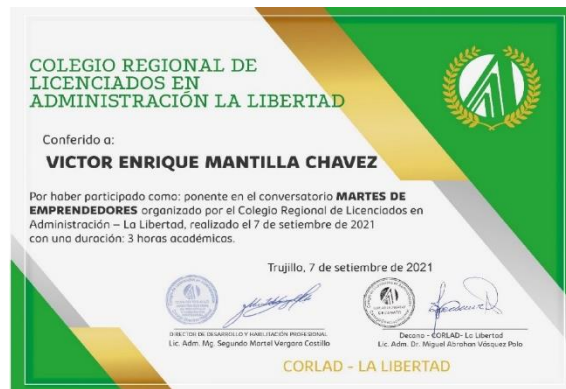 COLEGIO REGIONAL DE
LICENCIADOS EN
ADMINISTRACIÓN LA LIBERTAD
Conferido a:
VICTOR ENRIQUE MANTILLA CHAVEZ
Por haber participado como: ponente en el conversatorio MARTES DE
EMPRENDEDORES organizado por el Colegio Regional de Licenciados en
Administración – La Libertad, realizado el 7 de setiembre de 2021
con una duración: 3 horas académicas.
Trujillo, 7 de setiembre de 2021
DIRECTOR DE DESARROLLO Y HABILITACIÓN PROFESIONAL
Lic. Adm. Mg. Segundo Martel Vergara Castillo
Decano - CORLAD- La Libertad
Lic. Adm. Dr. Miguel Abrahan Vásquez Polo
CORLAD - LA LIBERTAD